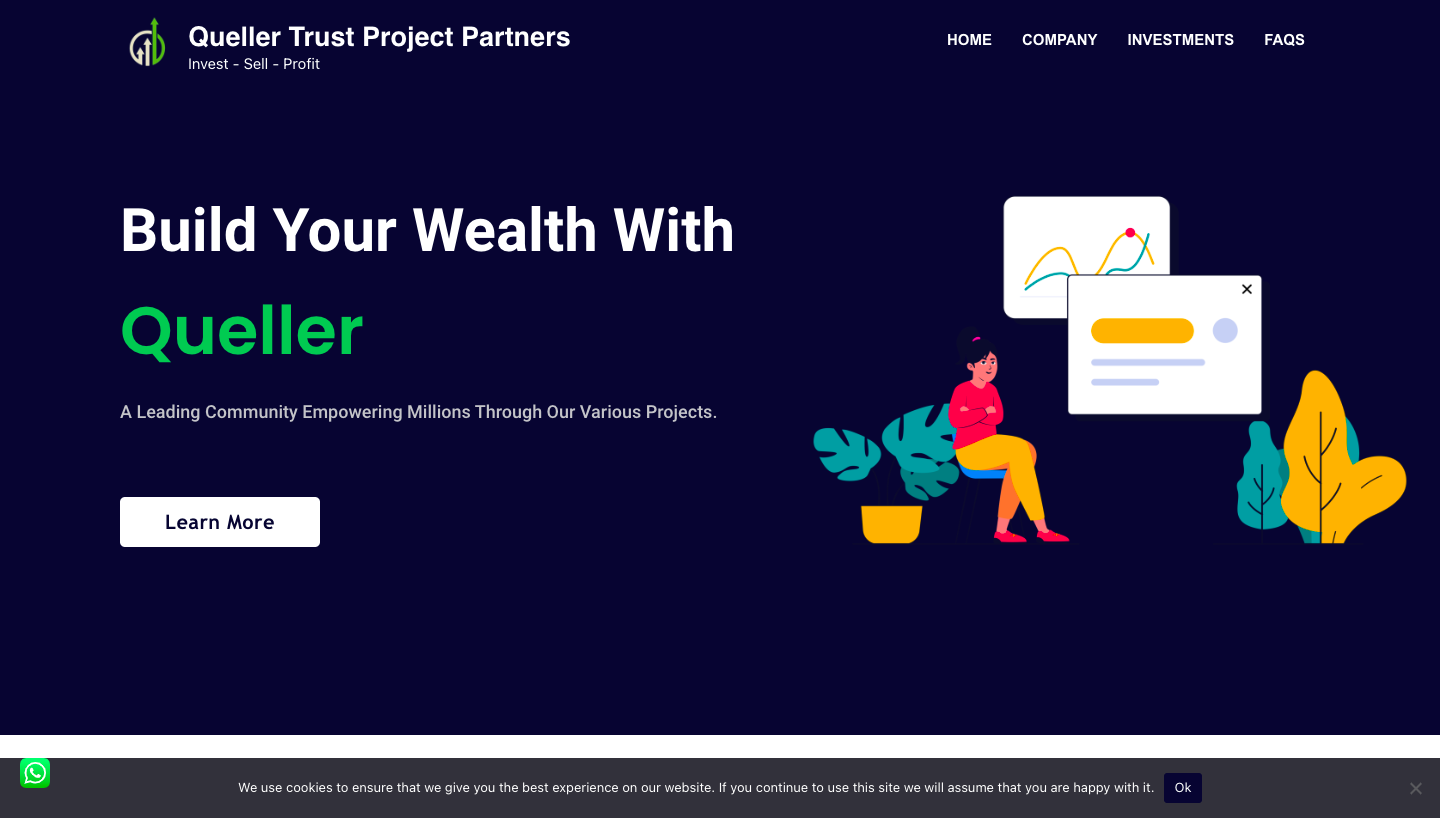 Queller Trust Project Partners
Invest - Sell - Profit
HOME COMPANY INVESTMENTS FAQS
Build Your Wealth With
Queller
A Leading Community Empowering Millions Through Our Various Projects.
Learn More
We use cookies to ensure that we give you the best experience on our website. If you continue to use this site we will assume that you are happy with it. Ok